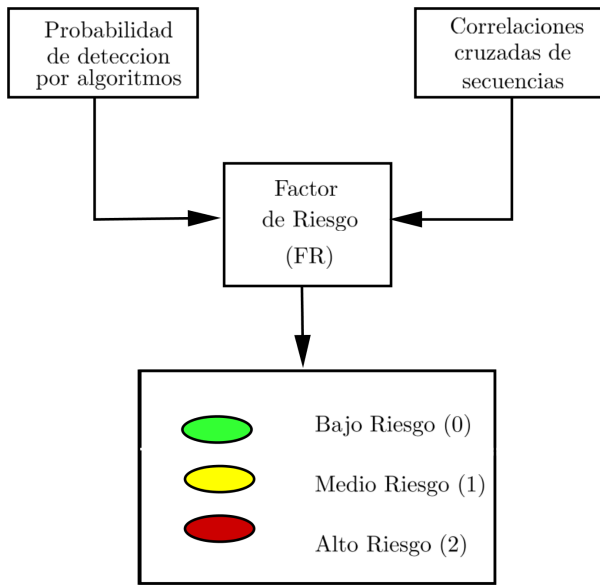 Probabilidad
de deteccion
por algoritmos
Correlaciones
cruzadas de
secuencias
Factor
de Riesgo
(FR)
Bajo Riesgo (0)
Medio Riesgo (1)
Alto Riesgo (2)